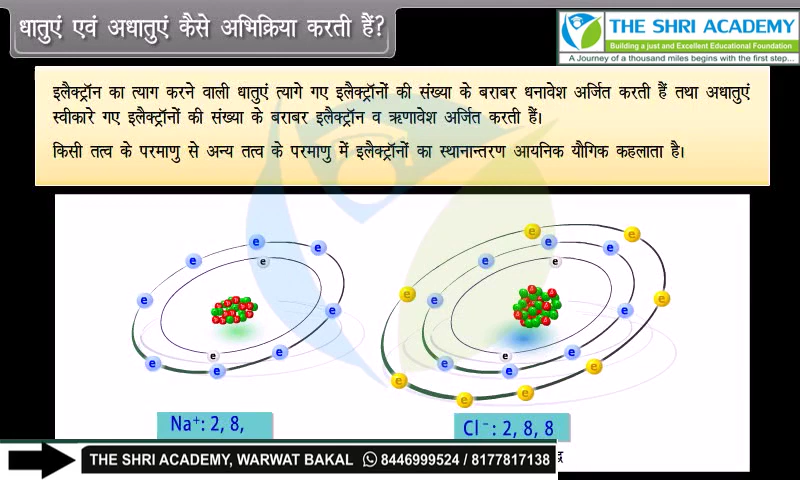 धातुएं एवं अधातुएं कैसे अभिक्रिया करती हैं?
THE SHRI ACADEMY
Building a just and Excellent Educational Foundation
A Journey of a thousand miles begins with the first step...
इलैक्ट्रॉन का त्याग करने वाली धातुएं त्यागे गए इलैक्ट्रॉनों की संख्या के बराबर धनावेश अर्जित करती हैं तथा अधातुएं
स्वीकारे गए इलैक्ट्रॉनों की संख्या के बराबर इलैक्ट्रॉन व ऋणावेश अर्जित करती हैं।
किसी तत्व के परमाणु से अन्य तत्व के परमाणु में इलैक्ट्रॉनों का स्थानान्तरण आयनिक यौगिक कहलाता है।
e e e e e e e e e e
e e e e e e e e e e e e e e e e e e
Na⁺: 2, 8,
Cl⁻: 2, 8, 8
THE SHRI ACADEMY, WARWAT BAKAL 8446999524 / 8177817138